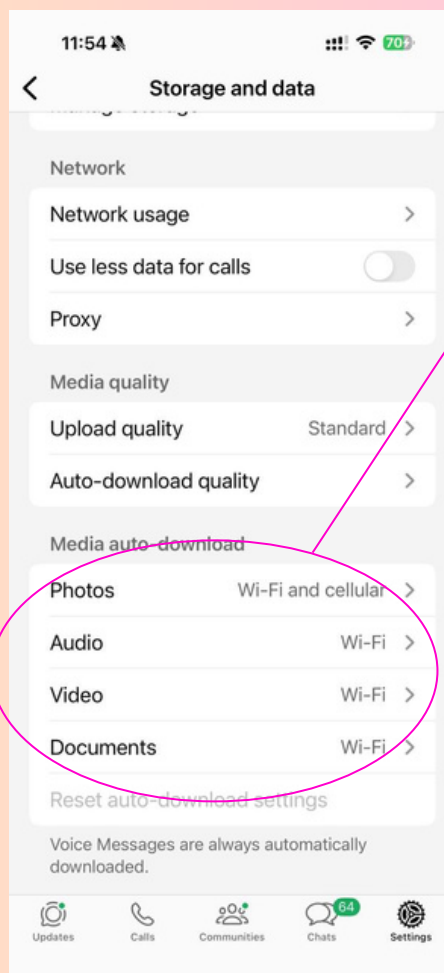 11:54
70
Storage and data
Network
Network usage
Use less data for calls
Proxy
Media quality
Upload quality Standard
Auto-download quality
Media auto-download
Photos Wi-Fi and cellular
Audio Wi-Fi
Video Wi-Fi
Documents Wi-Fi
Reset auto-download settings
Voice Messages are always automatically
downloaded.
64
Updates Calls Communities Chats Settings